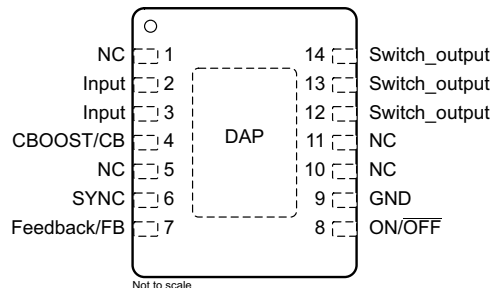 NC 1 14 Switch_output
Input 2 13 Switch_output
Input 3 12 Switch_output
CBOOST/CB 4 DAP 11 NC
NC 5 10 NC
SYNC 6 9 GND
Feedback/FB 7 8 ON/OFF
Not to scale